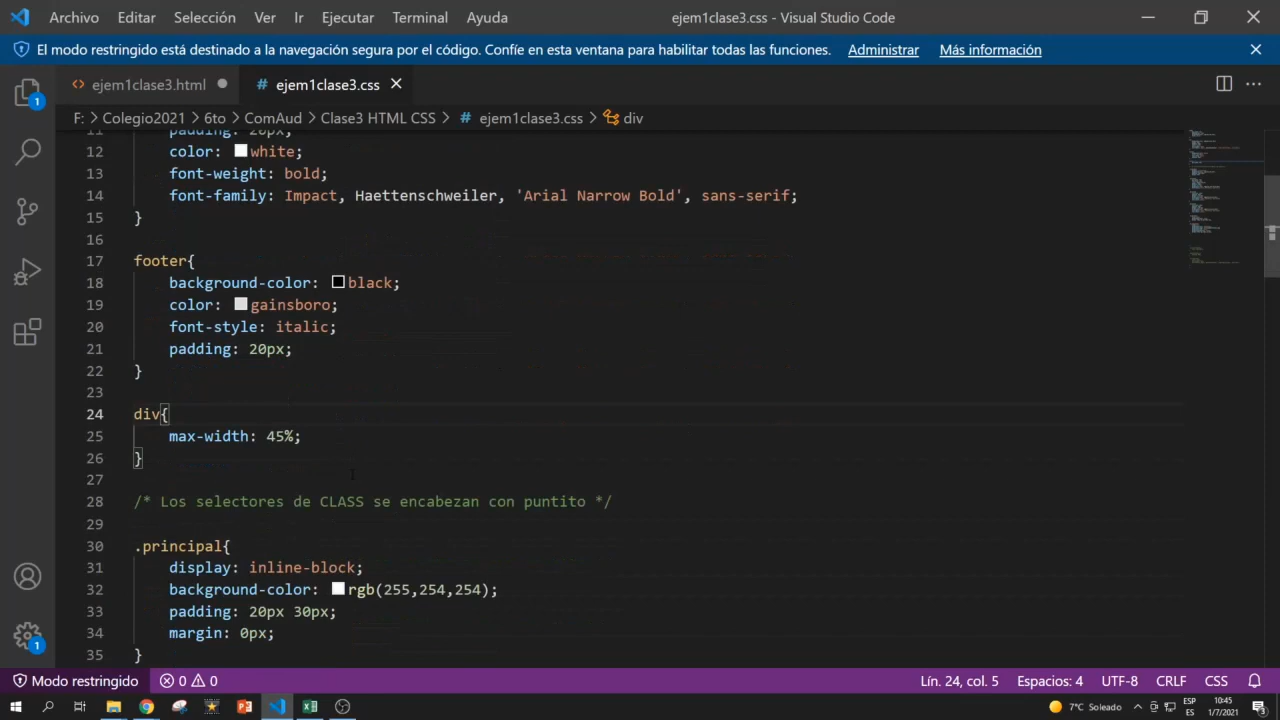 Archivo Editar Selección Ver Ir Ejecutar Terminal Ayuda ejem1clase3.css - Visual Studio Code
El modo restringido está destinado a la navegación segura por el código. Confíe en esta ventana para habilitar todas las funciones. Administrar Más información
ejem1clase3.html # ejem1clase3.css
F: > Colegio2021 > 6to > ComAud > Clase3 HTML CSS > # ejem1clase3.css > div
11 padding: 20px;
12 color: white;
13 font-weight: bold;
14 font-family: Impact, Haettenschweiler, 'Arial Narrow Bold', sans-serif;
15 }
16
17 footer{
18 background-color: black;
19 color: gainsboro;
20 font-style: italic;
21 padding: 20px;
22 }
23
24 div{
25 max-width: 45%;
26 }
27
28 /* Los selectores de CLASS se encabezan con puntito */
29
30 .principal{
31 display: inline-block;
32 background-color: rgb(255,254,254);
33 padding: 20px 30px;
34 margin: 0px;
35 }
1
1
Modo restringido 0 0 Lín. 24, col. 5 Espacios: 4 UTF-8 CRLF CSS
7°C Soleado ESP ES 10:45 1/7/2021 3